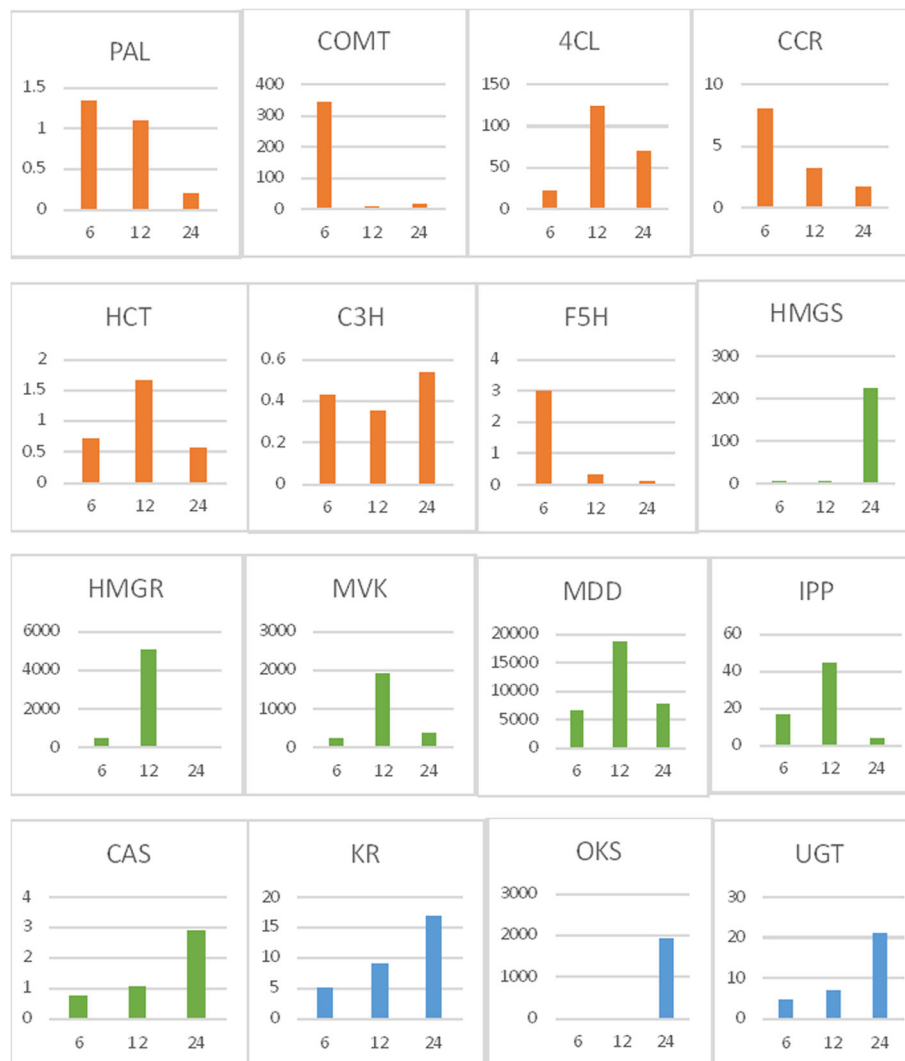 PAL
1.5
1
0.5
0
6 12 24
COMT
400
300
200
100
0
6 12 24
4CL
150
100
50
0
6 12 24
CCR
10
5
0
6 12 24
HCT
2
1.5
1
0.5
0
6 12 24
C3H
0.6
0.4
0.2
0
6 12 24
F5H
4
3
2
1
0
6 12 24
HMGS
300
200
100
0
6 12 24
HMGR
6000
4000
2000
0
6 12 24
MVK
3000
2000
1000
0
6 12 24
MDD
20000
15000
10000
5000
0
6 12 24
IPP
60
40
20
0
6 12 24
CAS
4
3
2
1
0
6 12 24
KR
20
15
10
5
0
6 12 24
OKS
3000
2000
1000
0
6 12 24
UGT
30
20
10
0
6 12 24